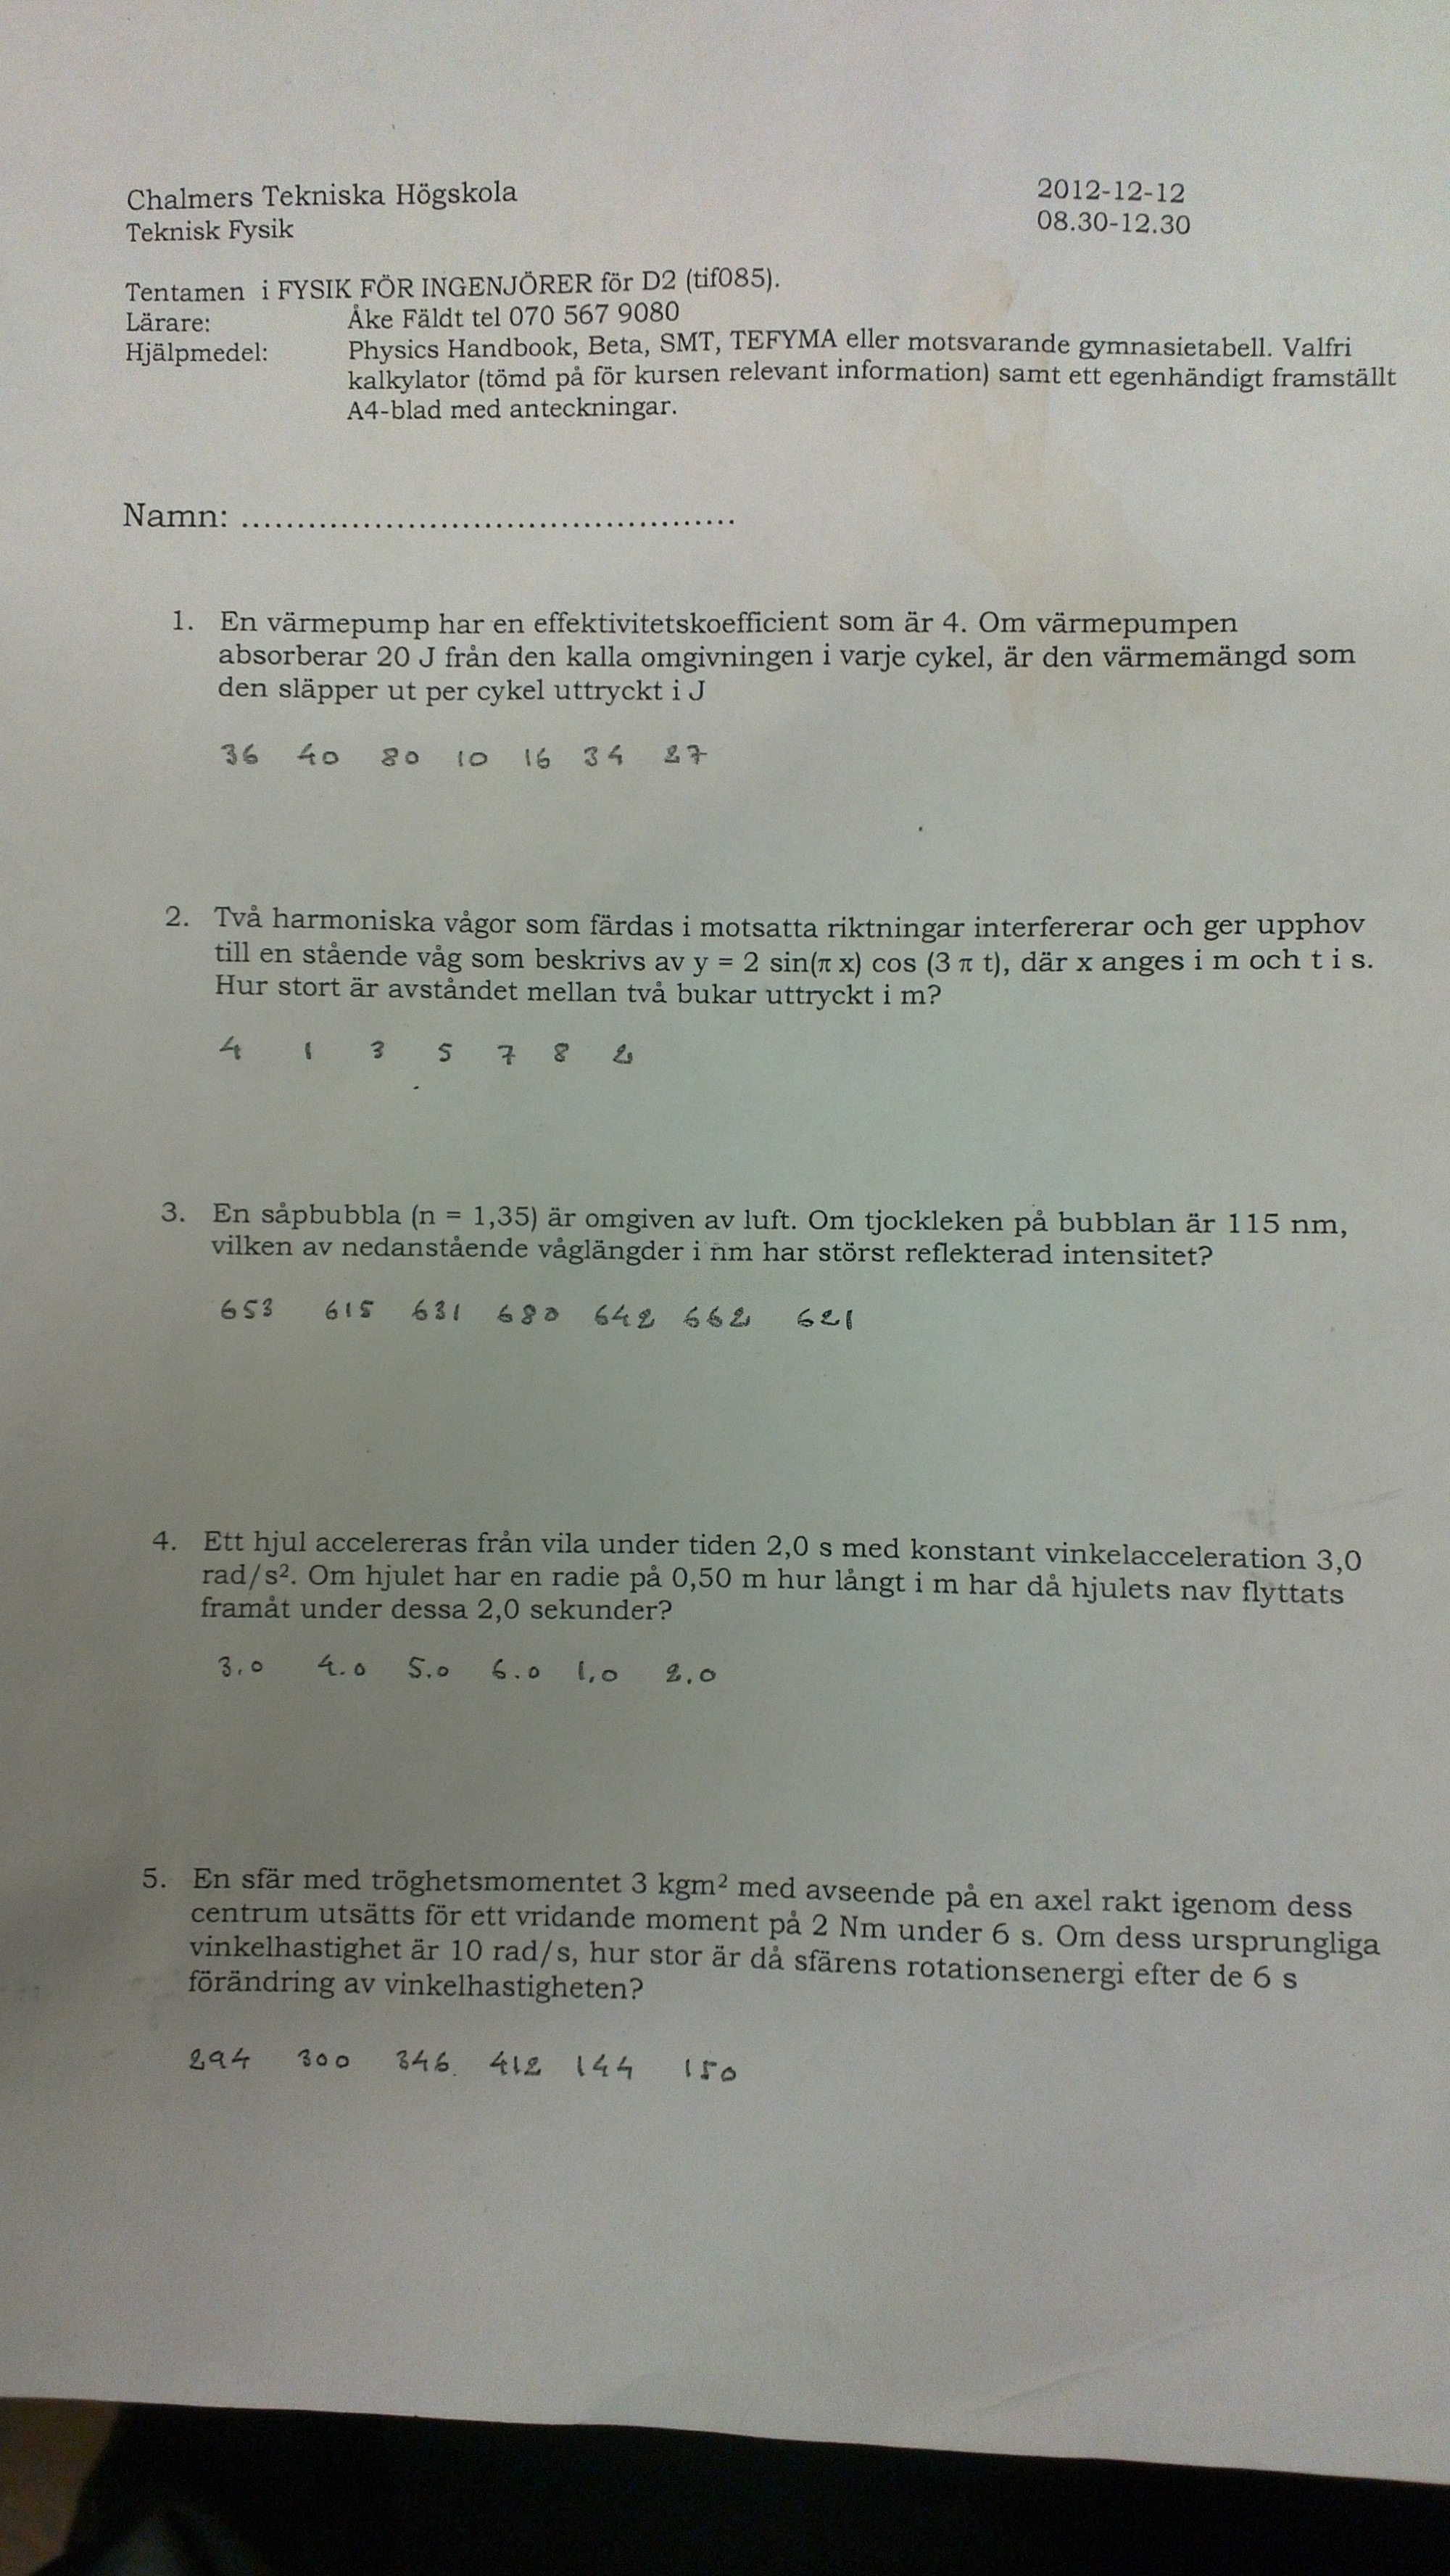 Chalmers Tekniska Högskola
2012-12-12
Teknisk Fysik
08.30-12.30
Tentamen i FYSIK FÖR INGENJÖRER för D2 (tif085).
Lärare: Åke Fäldt tel 070 567 9080
Hjälpmedel: Physics Handbook, Beta, SMT, TEFYMA eller motsvarande gymnasietabell. Valfri
kalkylator (tömd på för kursen relevant information) samt ett egenhändigt framställt
A4-blad med anteckningar.
Namn: ................................................
1. En värmepump har en effektivitetskoefficient som är 4. Om värmepumpen
absorberar 20 J från den kalla omgivningen i varje cykel, är den värmemängd som
den släpper ut per cykel uttryckt i J
36 40 80 10 16 34 27
2. Två harmoniska vågor som färdas i motsatta riktningar interfererar och ger upphov
till en stående våg som beskrivs av y = 2 sin(π x) cos (3 π t), där x anges i m och t i s.
Hur stort är avståndet mellan två bukar uttryckt i m?
4 1 3 5 7 8 2
3. En såpbubbla (n = 1,35) är omgiven av luft. Om tjockleken på bubblan är 115 nm,
vilken av nedanstående våglängder i nm har störst reflekterad intensitet?
653 615 631 680 642 662 621
4. Ett hjul accelereras från vila under tiden 2,0 s med konstant vinkelacceleration 3,0
rad/s². Om hjulet har en radie på 0,50 m hur långt i m har då hjulets nav flyttats
framåt under dessa 2,0 sekunder?
3.0 4.0 5.0 6.0 1,0 2,0
5. En sfär med tröghetsmomentet 3 kgm² med avseende på en axel rakt igenom dess
centrum utsätts för ett vridande moment på 2 Nm under 6 s. Om dess ursprungliga
vinkelhastighet är 10 rad/s, hur stor är då sfärens rotationsenergi efter de 6 s
förändring av vinkelhastigheten?
294 300 346 412 144 150